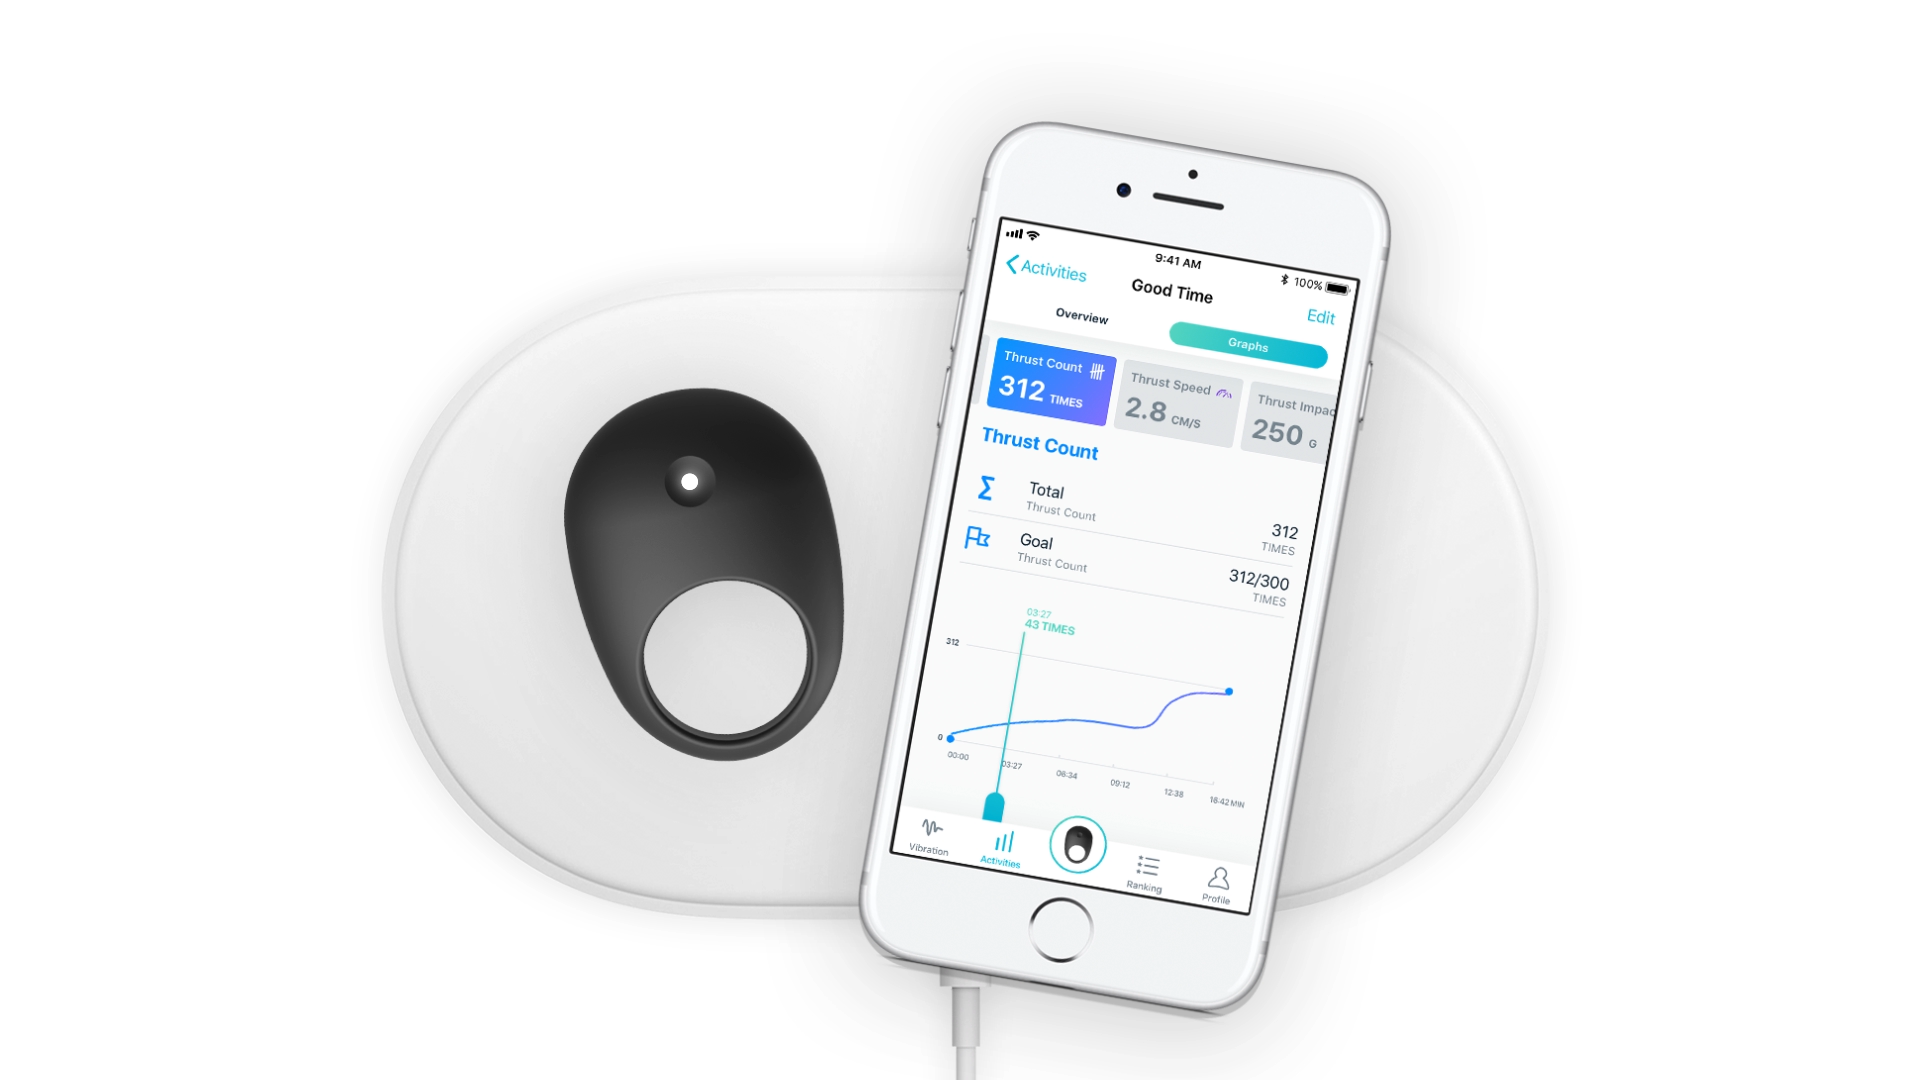 9:41 AM
100%
Activities
Good Time
Edit
Overview
Graphs
Thrust Count
312 TIMES
Thrust Speed
2.8 CM/S
Thrust Impac
250 G
Thrust Count
Σ
Total
Thrust Count
312
TIMES
Goal
Thrust Count
312/300
TIMES
03:27
43 TIMES
312
0
00:00
03:27
06:34
09:12
12:38
16:42 MIN
Vibration
Activities
Ranking
Profile